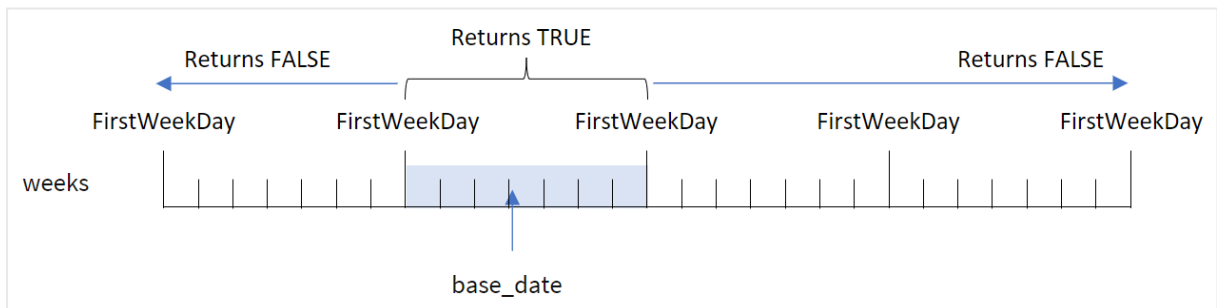 Returns TRUE
Returns FALSE
Returns FALSE
FirstWeekDay FirstWeekDay FirstWeekDay FirstWeekDay FirstWeekDay
weeks
base_date